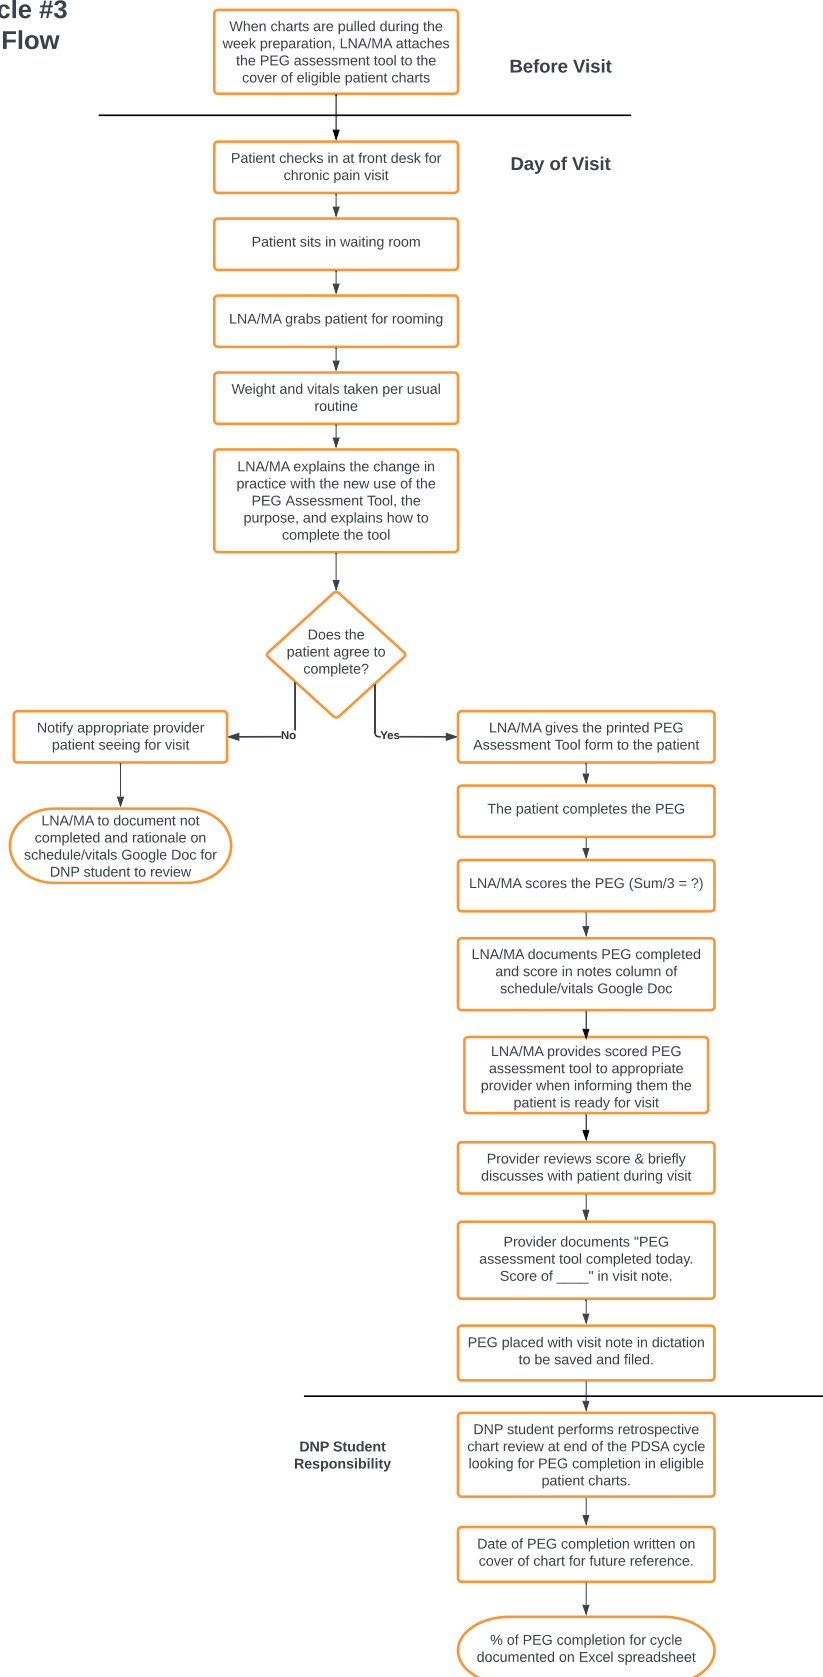 cle #3
Flow
When charts are pulled during the
week preparation, LNA/MA attaches
the PEG assessment tool to the
cover of eligible patient charts
Before Visit
Patient checks in at front desk for
chronic pain visit
Day of Visit
Patient sits in waiting room
LNA/MA grabs patient for rooming
Weight and vitals taken per usual
routine
LNA/MA explains the change in
practice with the new use of the
PEG Assessment Tool, the
purpose, and explains how to
complete the tool
Does the
patient agree to
complete?
No
Yes
Notify appropriate provider
patient seeing for visit
LNA/MA to document not
completed and rationale on
schedule/vitals Google Doc for
DNP student to review
LNA/MA gives the printed PEG
Assessment Tool form to the patient
The patient completes the PEG
LNA/MA scores the PEG (Sum/3 = ?)
LNA/MA documents PEG completed
and score in notes column of
schedule/vitals Google Doc
LNA/MA provides scored PEG
assessment tool to appropriate
provider when informing them the
patient is ready for visit
Provider reviews score & briefly
discusses with patient during visit
Provider documents "PEG
assessment tool completed today.
Score of ____" in visit note.
PEG placed with visit note in dictation
to be saved and filed.
DNP Student
Responsibility
DNP student performs retrospective
chart review at end of the PDSA cycle
looking for PEG completion in eligible
patient charts.
Date of PEG completion written on
cover of chart for future reference.
% of PEG completion for cycle
documented on Excel spreadsheet